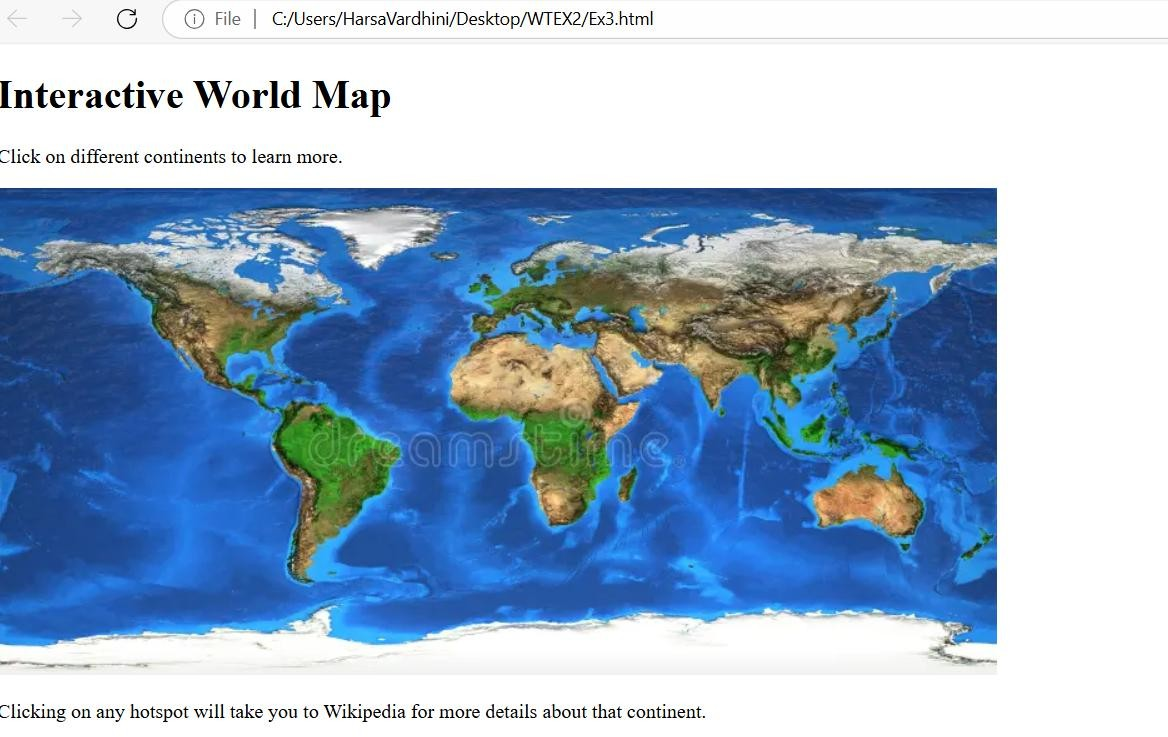 File | C:/Users/HarsaVardhini/Desktop/WTEX2/Ex3.html
Interactive World Map
Click on different continents to learn more.
dreamstime
Clicking on any hotspot will take you to Wikipedia for more details about that continent.